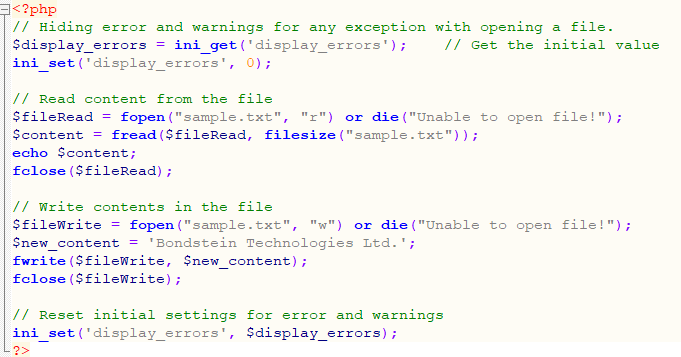 <?php
// Hiding error and warnings for any exception with opening a file.
$display_errors = ini_get('display_errors');    // Get the initial value
ini_set('display_errors', 0);

// Read content from the file
$fileRead = fopen("sample.txt", "r") or die("Unable to open file!");
$content = fread($fileRead, filesize("sample.txt"));
echo $content;
fclose($fileRead);

// Write contents in the file
$fileWrite = fopen("sample.txt", "w") or die("Unable to open file!");
$new_content = 'Bondstein Technologies Ltd.';
fwrite($fileWrite, $new_content);
fclose($fileWrite);

// Reset initial settings for error and warnings
ini_set('display_errors', $display_errors);
?>